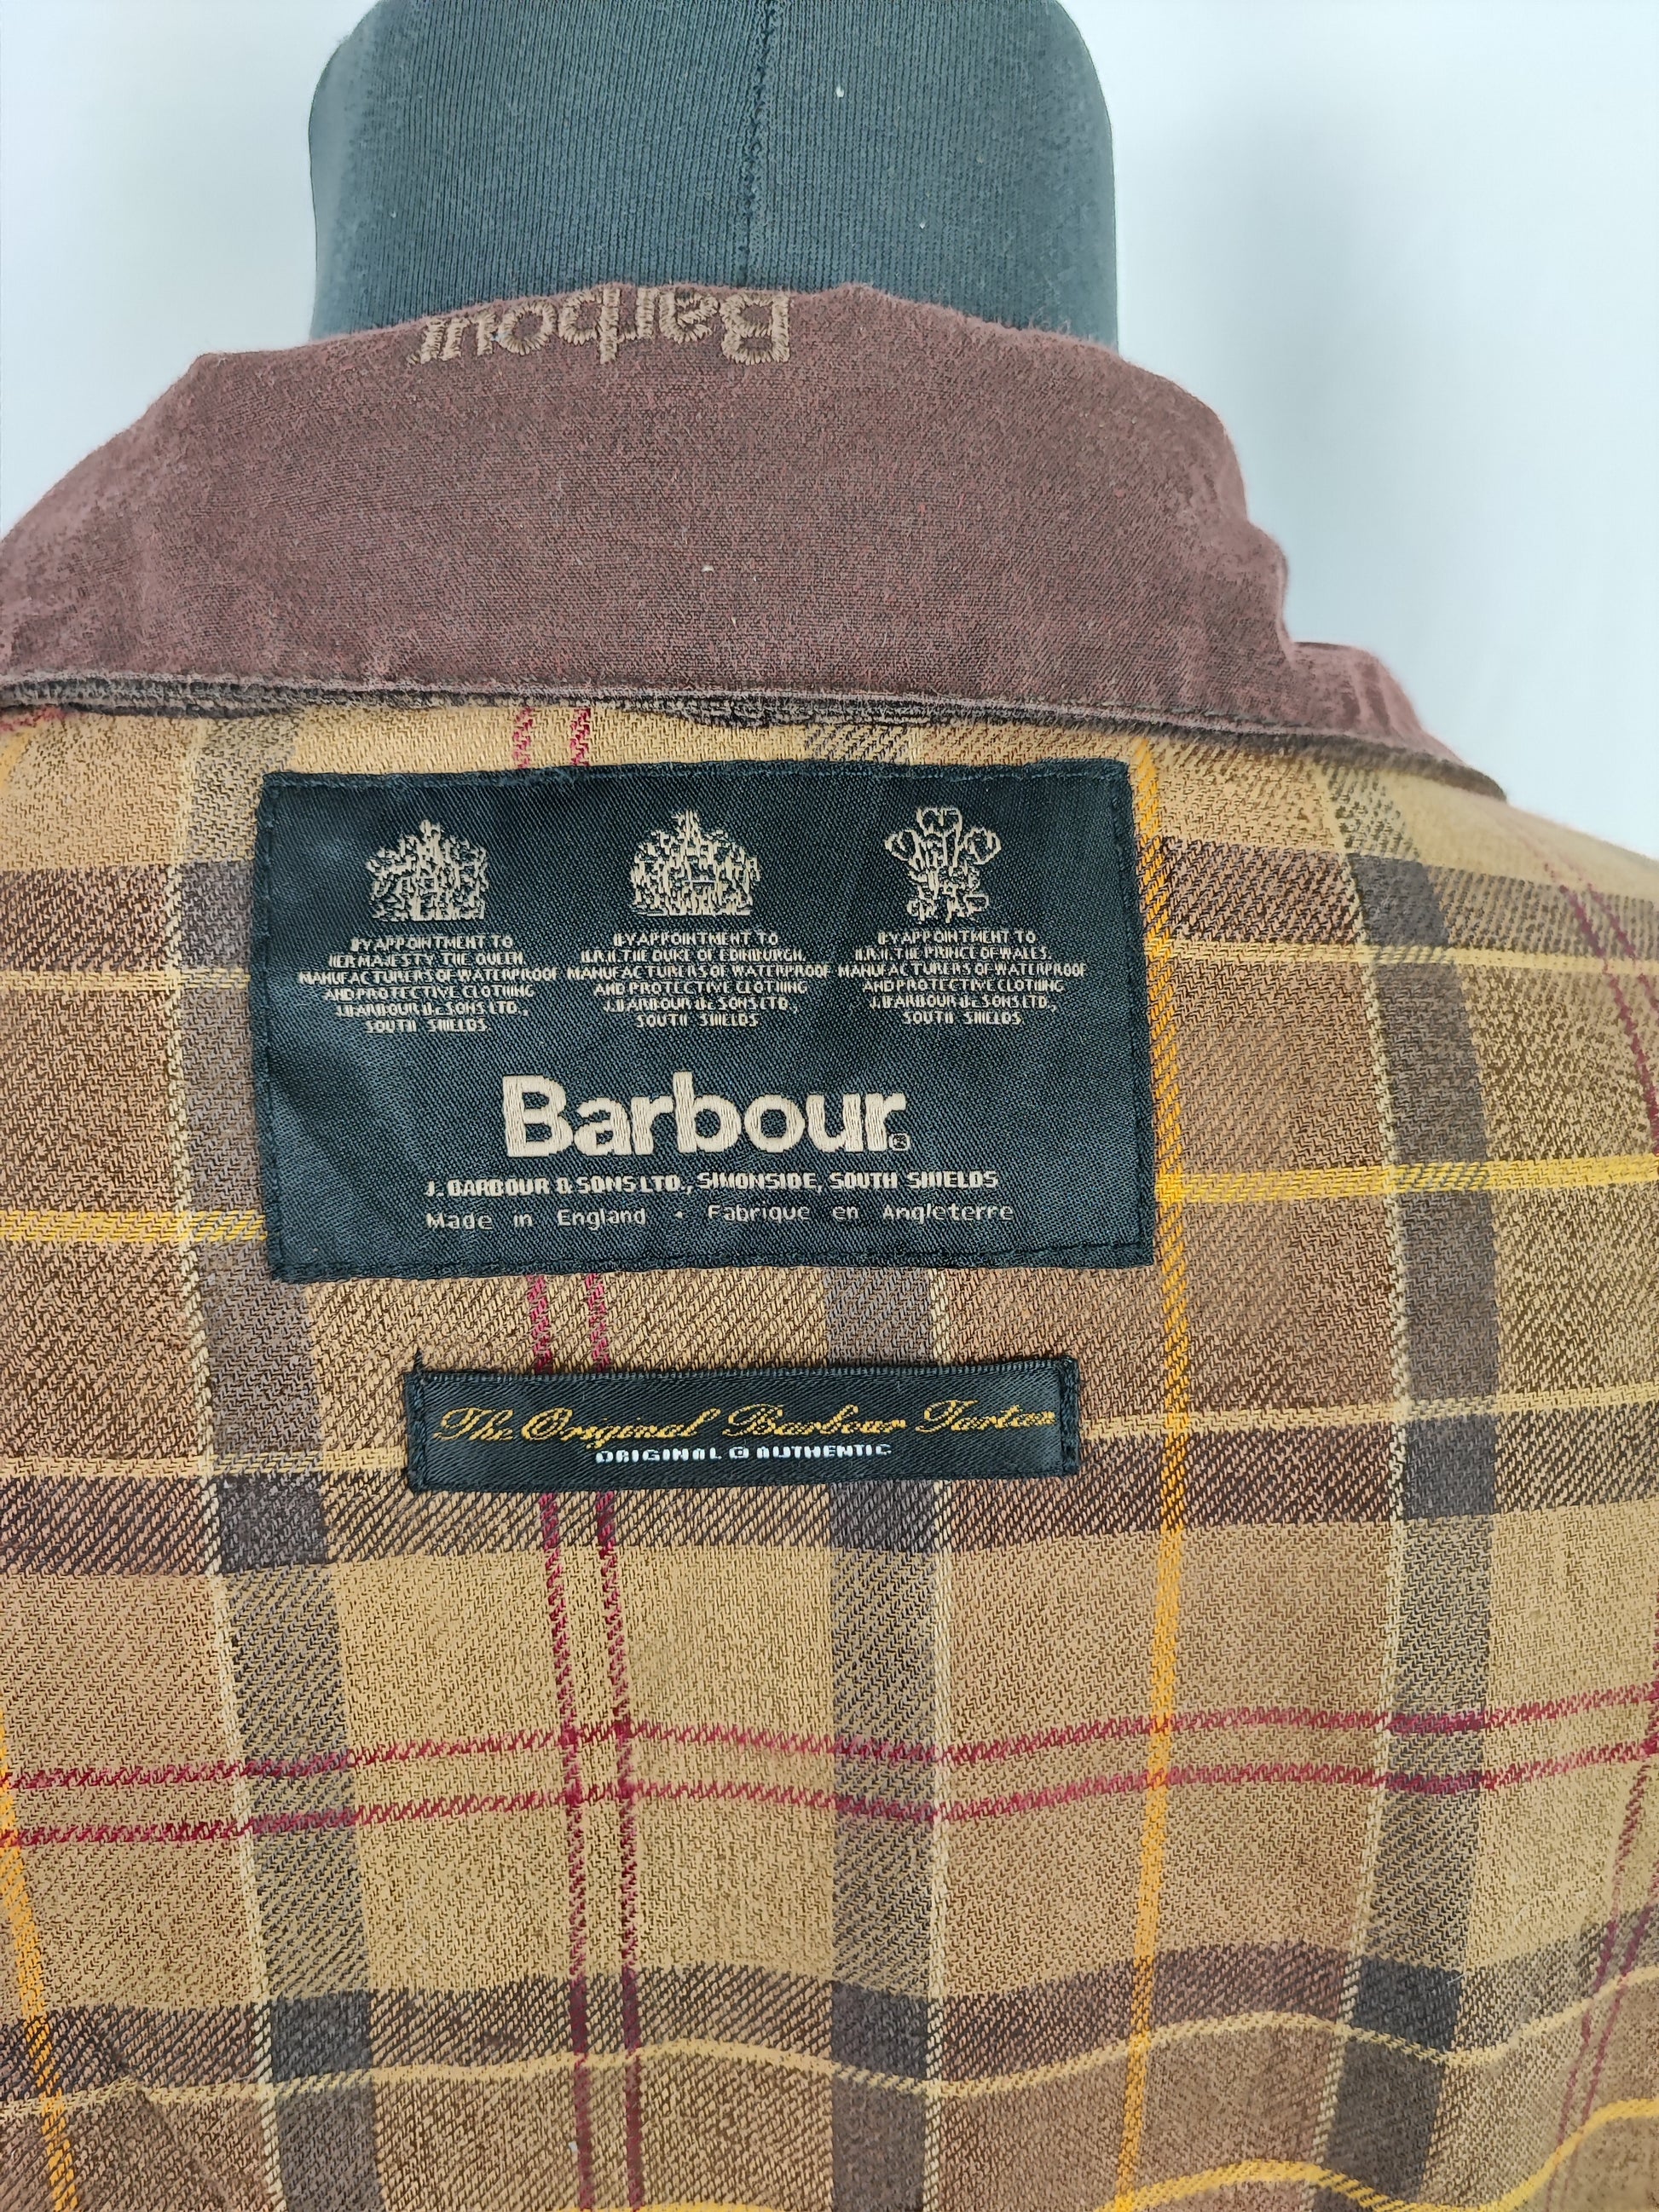 Barbour
BY APPOINTMENT TO
HER MAJESTY THE QUEEN
MANUFACTURERS OF WATERPROOF
AND PROTECTIVE CLOTHING
J.BARBOUR & SONS LTD.,
SOUTH SHIELDS.
BY APPOINTMENT TO
H.R.H. THE DUKE OF EDINBURGH,
MANUFACTURERS OF WATERPROOF
AND PROTECTIVE CLOTHING
J.BARBOUR & SONS LTD.,
SOUTH SHIELDS.
BY APPOINTMENT TO
H.R.H. THE PRINCE OF WALES.
MANUFACTURERS OF WATERPROOF
AND PROTECTIVE CLOTHING
J.BARBOUR & SONS LTD.,
SOUTH SHIELDS.
Barbour®
J. BARBOUR & SONS LTD., SIMONSIDE, SOUTH SHIELDS
Made in England • Fabrique en Angleterre
The Original Barbour Tartan
ORIGINAL & AUTHENTIC